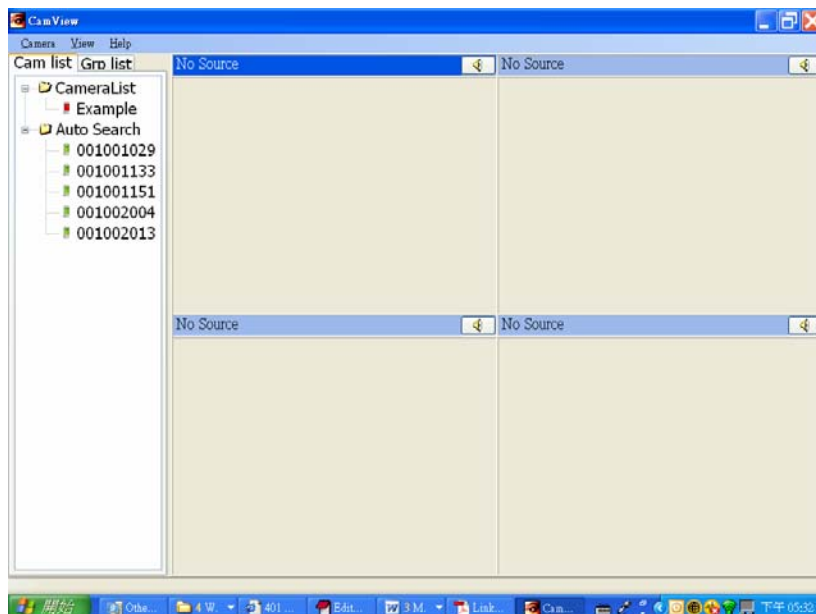 CamView
Camera View Help
Cam list Grp list
No Source
No Source
CameraList
Example
Auto Search
001001029
001001133
001001151
001002004
001002013
No Source
No Source
開始 Othe... 4 W. 401 ... Edit... 3 M. Link... Cam... 下午 05:32